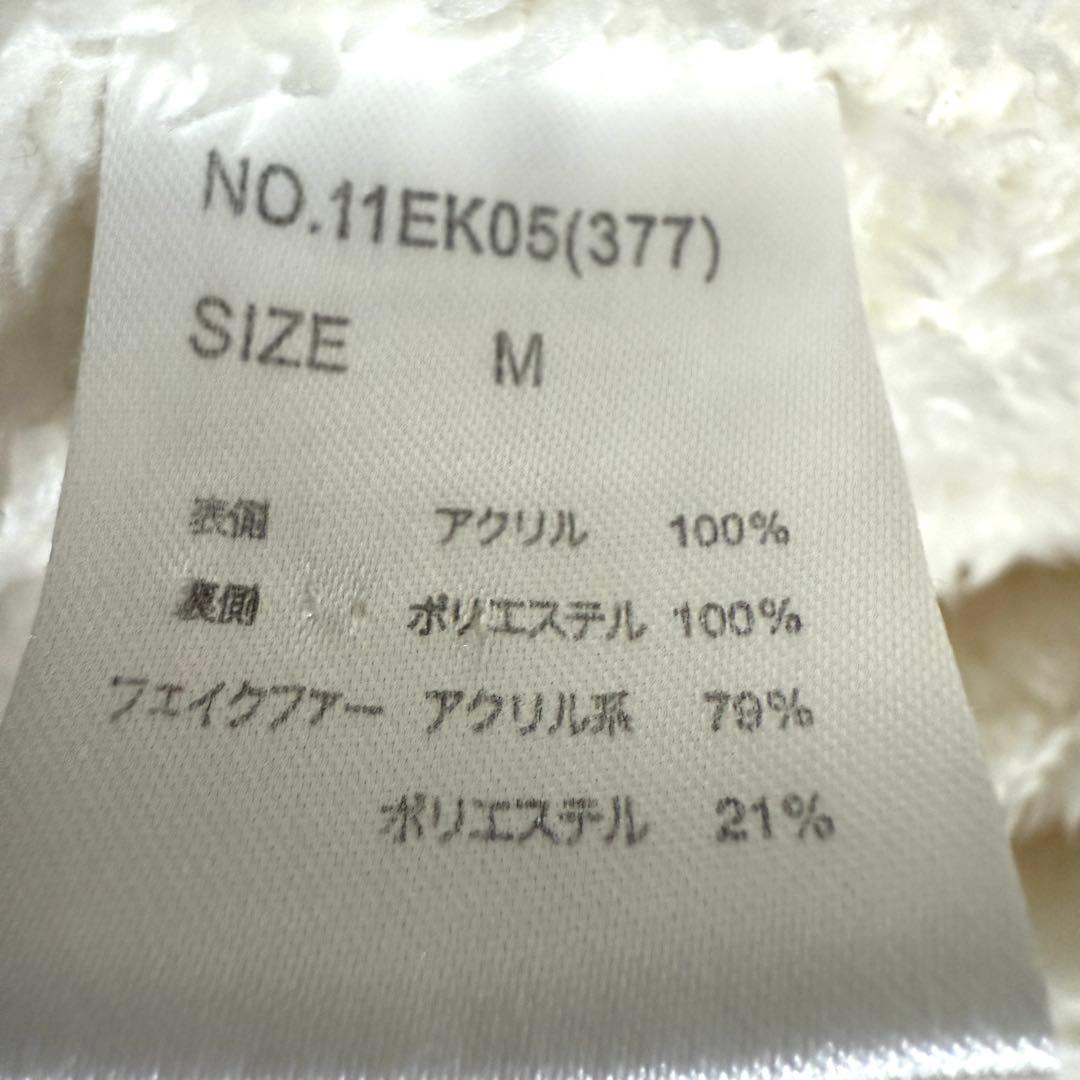 NO.11EK05(377)
SIZE M
表側 アクリル 100%
裏側 ポリエステル 100%
フェイクファー アクリル系 79%
ポリエステル 21%